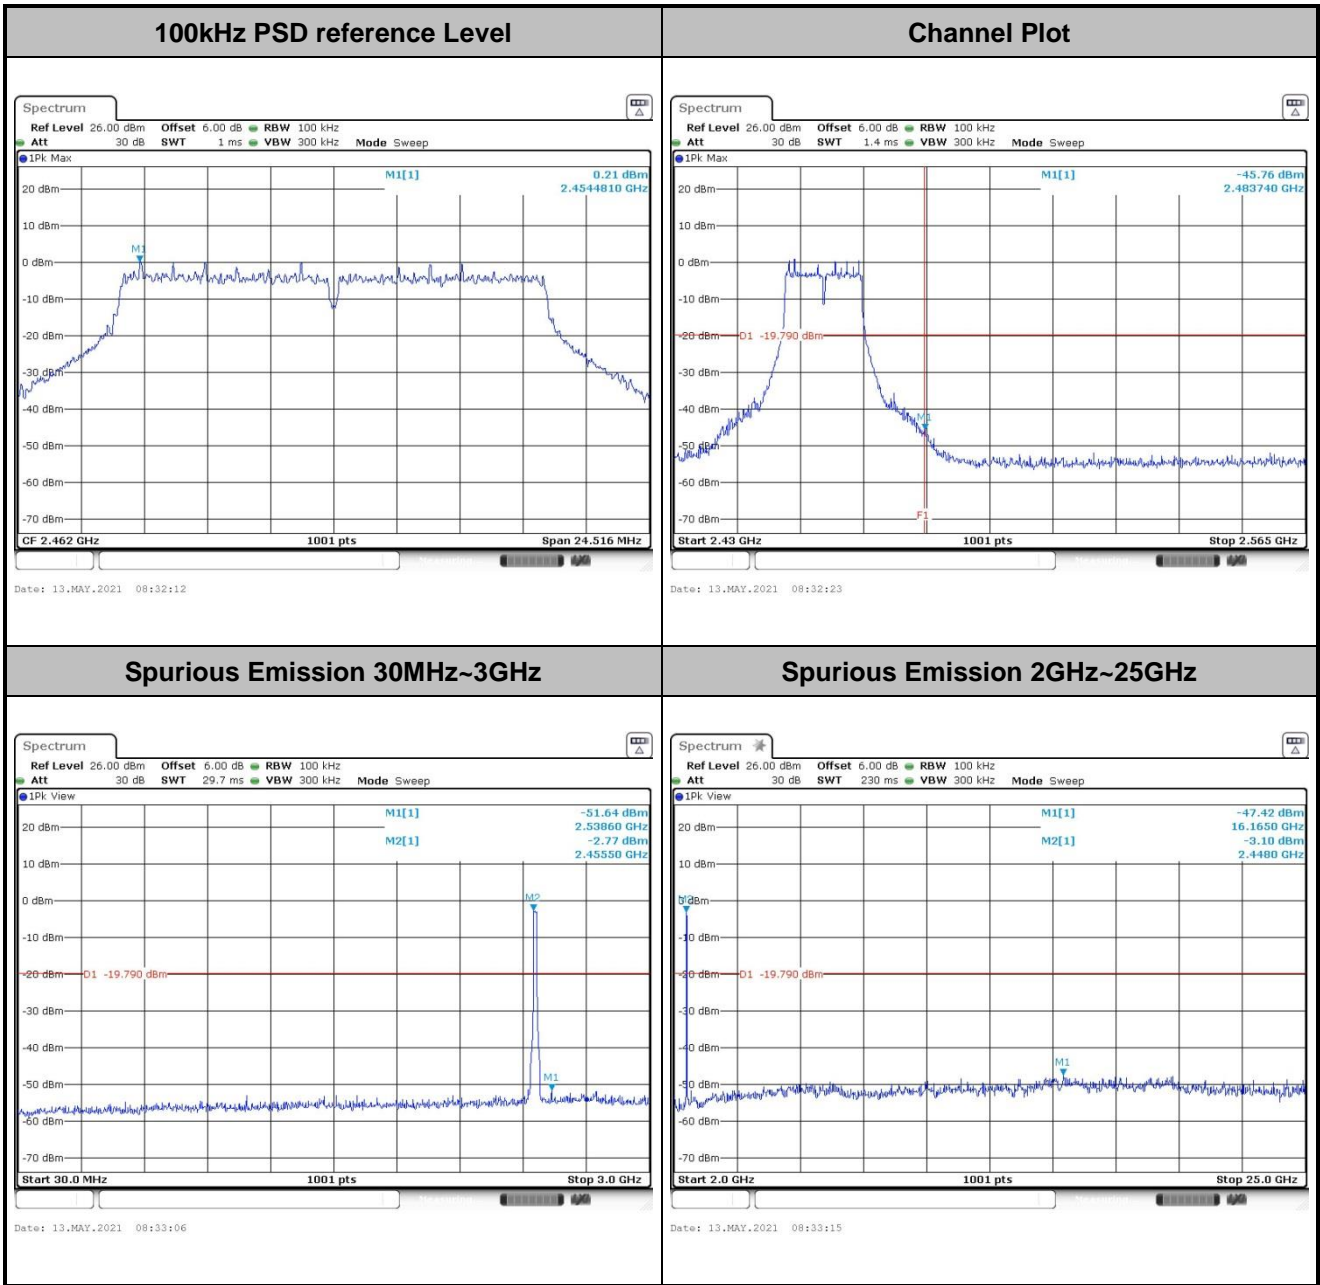 100kHz PSD reference Level
Channel Plot
Spectrum
Ref Level 26.00 dBm Offset 6.00 dB RBW 100 kHz
Att 30 dB SWT 1 ms VBW 300 kHz Mode Sweep
1Pk Max
M1[1] 0.21 dBm
2.4544810 GHz
20 dBm
10 dBm
M1
0 dBm
-10 dBm
-20 dBm
-30 dBm
-40 dBm
-50 dBm
-60 dBm
-70 dBm
CF 2.462 GHz 1001 pts Span 24.516 MHz
Date: 13.MAY.2021 08:32:12
Spectrum
Ref Level 26.00 dBm Offset 6.00 dB RBW 100 kHz
Att 30 dB SWT 1.4 ms VBW 300 kHz Mode Sweep
1Pk Max
M1[1] -45.76 dBm
2.483740 GHz
20 dBm
10 dBm
0 dBm
-10 dBm
-20 dBm D1 -19.790 dBm
-30 dBm
-40 dBm
M1
-50 dBm
-60 dBm
-70 dBm
F1
Start 2.43 GHz 1001 pts Stop 2.565 GHz
Date: 13.MAY.2021 08:32:23
Spurious Emission 30MHz~3GHz
Spurious Emission 2GHz~25GHz
Spectrum
Ref Level 26.00 dBm Offset 6.00 dB RBW 100 kHz
Att 30 dB SWT 29.7 ms VBW 300 kHz Mode Sweep
1Pk View
M1[1] -51.64 dBm
2.53860 GHz
20 dBm
M2[1] -2.77 dBm
2.45550 GHz
10 dBm
0 dBm
M2
-10 dBm
-20 dBm D1 -19.790 dBm
-30 dBm
-40 dBm
M1
-50 dBm
-60 dBm
-70 dBm
Start 30.0 MHz 1001 pts Stop 3.0 GHz
Date: 13.MAY.2021 08:33:06
Spectrum
Ref Level 26.00 dBm Offset 6.00 dB RBW 100 kHz
Att 30 dB SWT 230 ms VBW 300 kHz Mode Sweep
1Pk View
M1[1] -47.42 dBm
16.1650 GHz
20 dBm
M2[1] -3.10 dBm
2.4480 GHz
10 dBm
M2
0 dBm
-10 dBm
-20 dBm D1 -19.790 dBm
-30 dBm
-40 dBm
M1
-50 dBm
-60 dBm
-70 dBm
Start 2.0 GHz 1001 pts Stop 25.0 GHz
Date: 13.MAY.2021 08:33:15